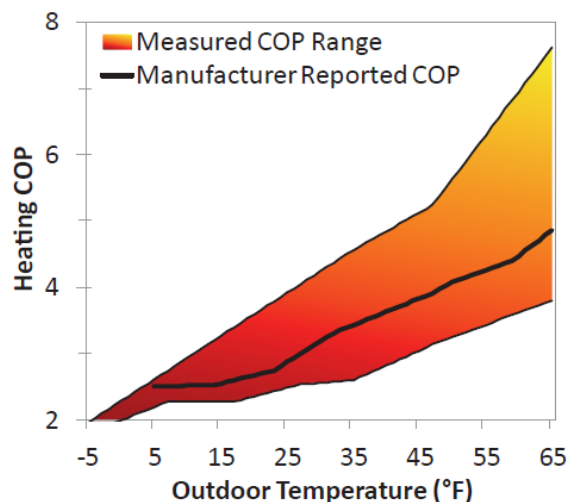 8
Measured COP Range
Manufacturer Reported COP
6
Heating COP
4
2
-5 5 15 25 35 45 55 65
Outdoor Temperature (°F)